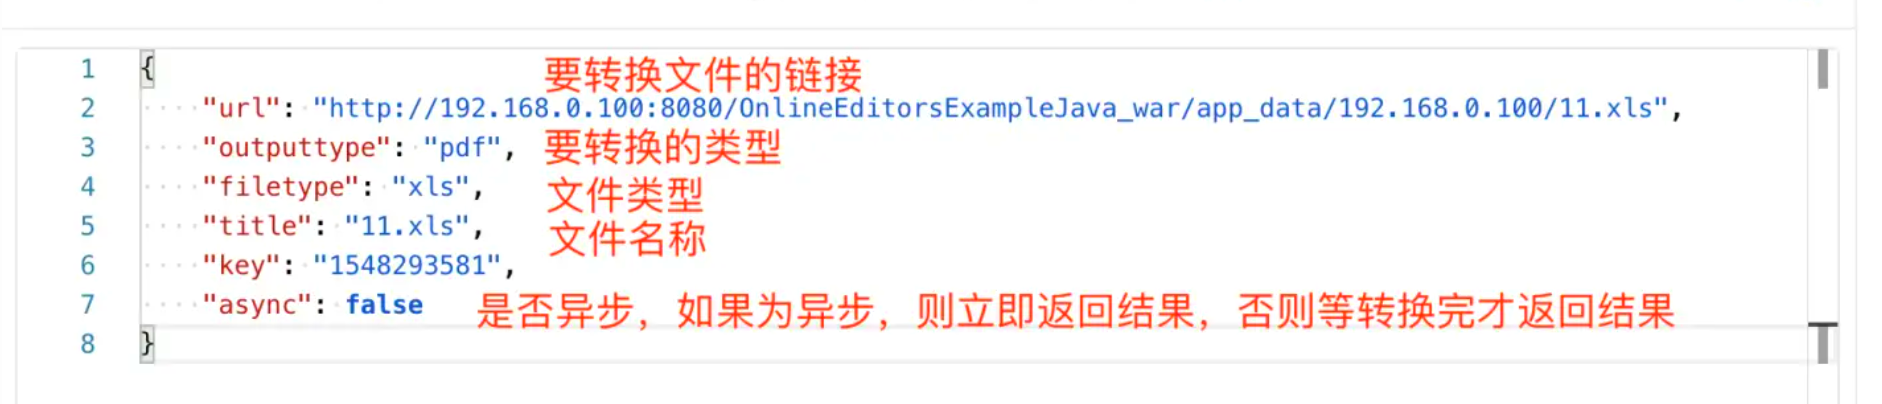 1 {
要转换文件的链接
2 "url": "http://192.168.0.100:8080/OnlineEditorsExampleJava_war/app_data/192.168.0.100/11.xls",
3 "outputtype": "pdf", 要转换的类型
4 "filetype": "xls", 文件类型
5 "title": "11.xls", 文件名称
6 "key": "1548293581",
7 "async": false 是否异步，如果为异步，则立即返回结果，否则等转换完才返回结果
8 }